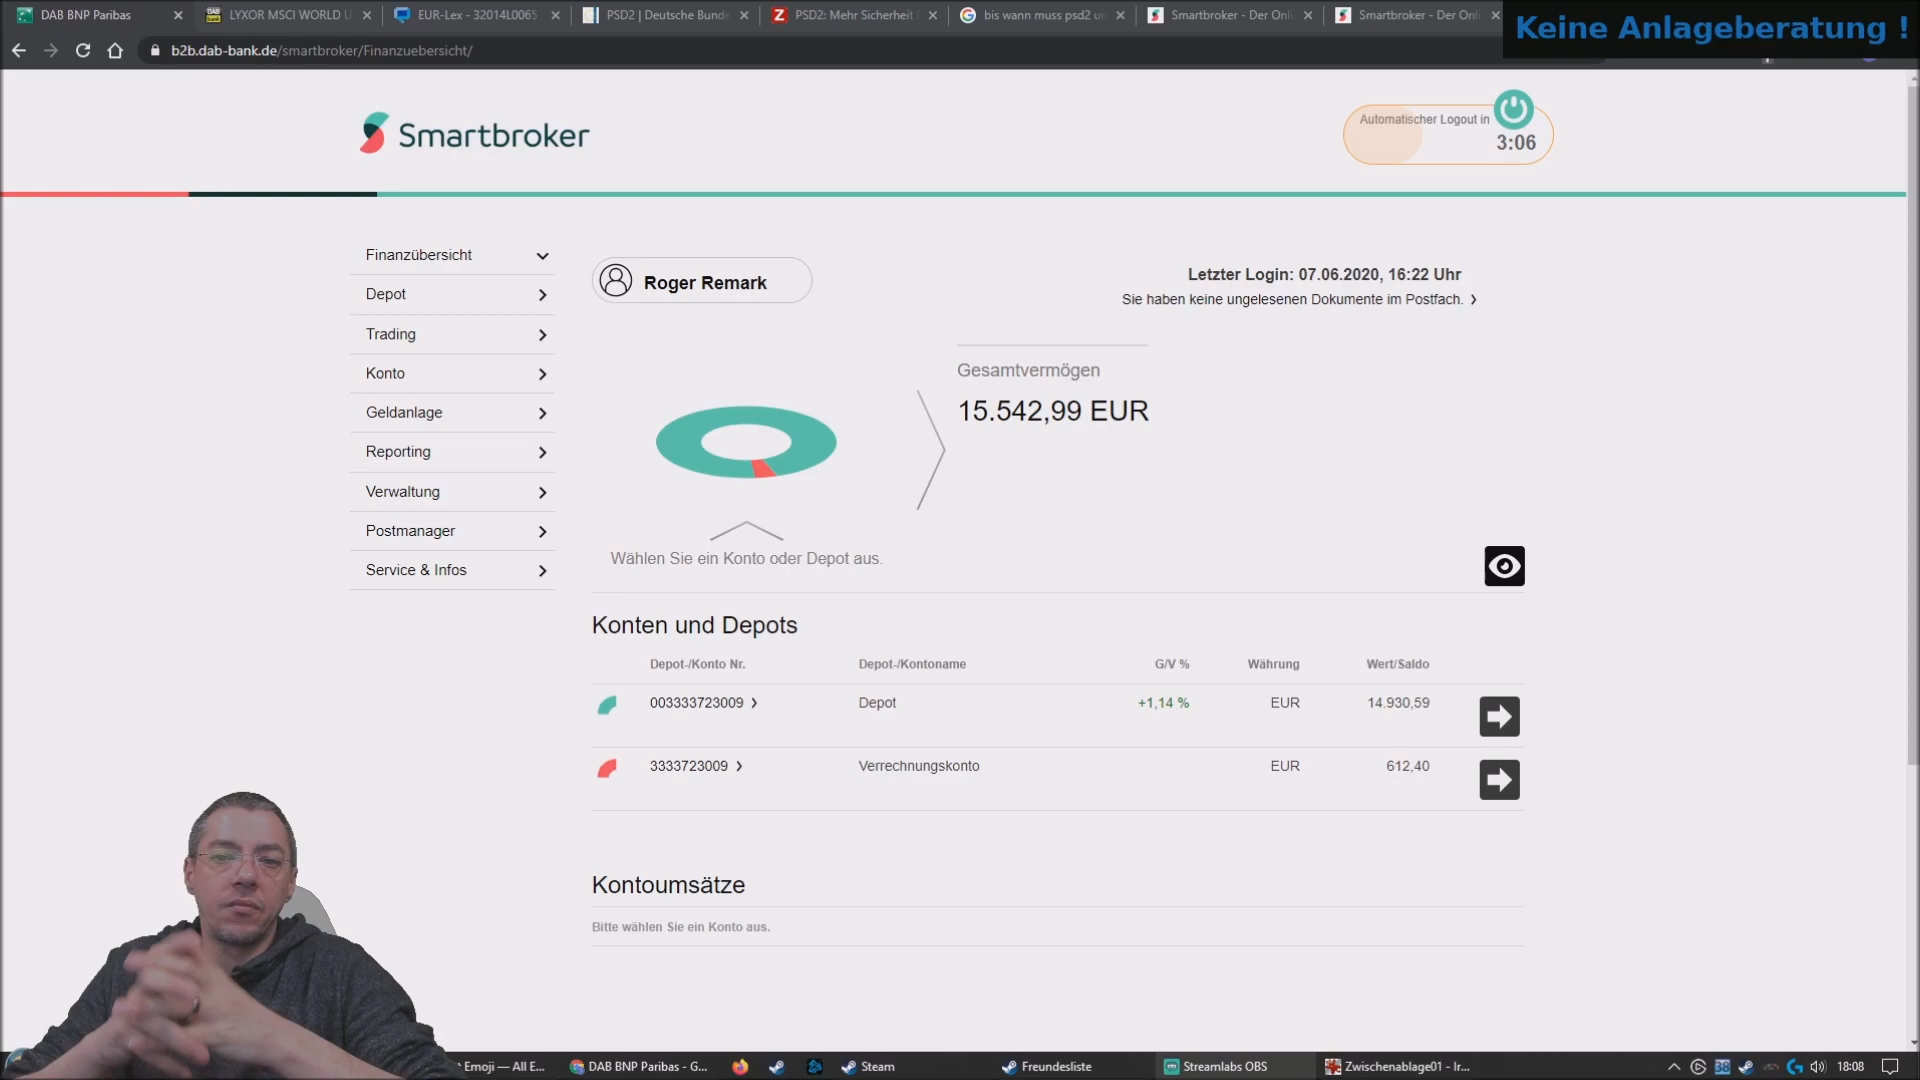 DAB BNP Paribas
LYXOR MSCI WORLD U
EUR-Lex - 32014L0065
PSD2 | Deutsche Bunde
PSD2: Mehr Sicherheit
bis wann muss psd2 u
Smartbroker - Der Onli
Smartbroker - Der Onli
Keine Anlageberatung !
b2b.dab-bank.de/smartbroker/Finanzuebersicht/
Smartbroker
Automatischer Logout in
3:06
Finanzübersicht
Depot
Trading
Konto
Geldanlage
Reporting
Verwaltung
Postmanager
Service & Infos
Roger Remark
Letzter Login: 07.06.2020, 16:22 Uhr
Sie haben keine ungelesenen Dokumente im Postfach.
Gesamtvermögen
15.542,99 EUR
Wählen Sie ein Konto oder Depot aus.
Konten und Depots
Depot-/Konto Nr. Depot-/Kontoname G/V % Währung Wert/Saldo
003333723009 Depot +1,14 % EUR 14.930,59
3333723009 Verrechnungskonto EUR 612,40
Kontoumsätze
Bitte wählen Sie ein Konto aus.
Emoji — All E...
DAB BNP Paribas - G...
Steam
Freundesliste
Streamlabs OBS
Zwischenablage01 - Ir...
38
18:08